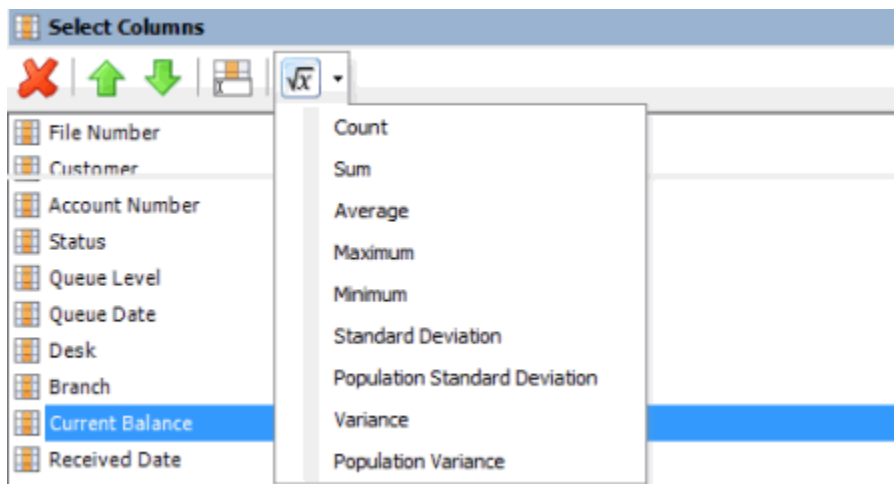 Select Columns
√x
File Number
Customer
Account Number
Status
Queue Level
Queue Date
Desk
Branch
Current Balance
Received Date
Count
Sum
Average
Maximum
Minimum
Standard Deviation
Population Standard Deviation
Variance
Population Variance